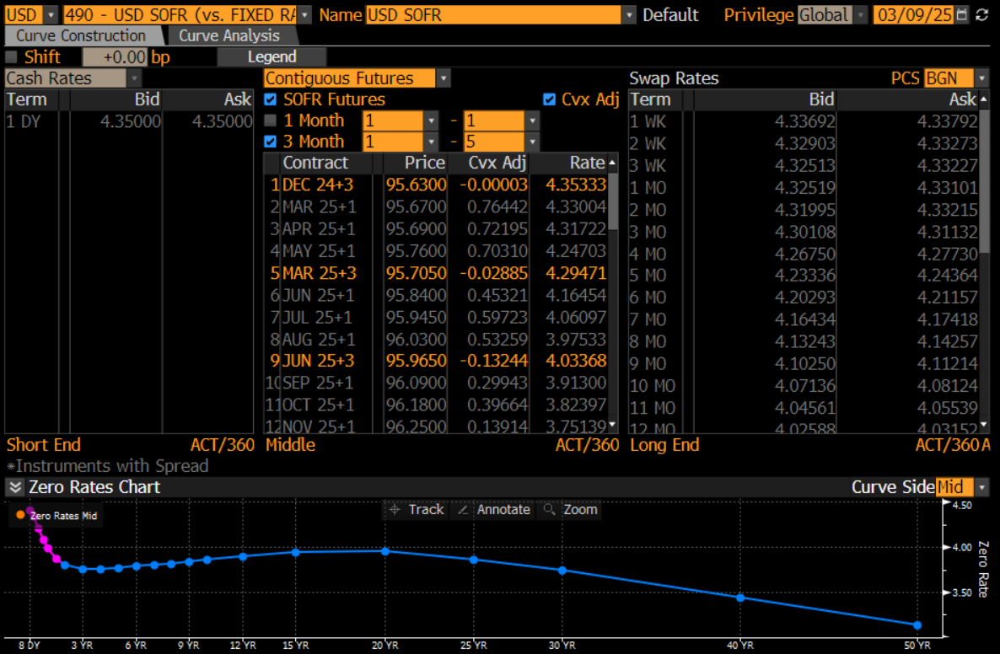 USD 490 - USD SOFR (vs. FIXED RA Name USD SOFR Default Privilege Global 03/09/25
Curve Construction Curve Analysis
Shift +0.00 bp Legend
Cash Rates Contiguous Futures Swap Rates PCS BGN
Term Bid Ask SOFR Futures Cvx Adj Term Bid Ask
1 DY 4.35000 4.35000 1 Month 1 - 1 1 WK 4.33692 4.33792
3 Month 1 - 5 2 WK 4.32903 4.33273
Contract Price Cvx Adj Rate 3 WK 4.32513 4.33227
1 DEC 24+3 95.6300 -0.00003 4.35333 1 MO 4.32519 4.33101
2 MAR 25+1 95.6700 0.76442 4.33004 2 MO 4.31995 4.33215
3 APR 25+1 95.6900 0.72195 4.31722 3 MO 4.30108 4.31132
4 MAY 25+1 95.7600 0.70310 4.24703 4 MO 4.26750 4.27730
5 MAR 25+3 95.7050 -0.02885 4.29471 5 MO 4.23336 4.24364
6 JUN 25+1 95.8400 0.45321 4.16454 6 MO 4.20293 4.21157
7 JUL 25+1 95.9450 0.59723 4.06097 7 MO 4.16434 4.17418
8 AUG 25+1 96.0300 0.53259 3.97533 8 MO 4.13243 4.14257
9 JUN 25+3 95.9650 -0.13244 4.03368 9 MO 4.10250 4.11214
10 SEP 25+1 96.0900 0.29943 3.91300 10 MO 4.07136 4.08124
11 OCT 25+1 96.1800 0.39664 3.82397 11 MO 4.04561 4.05539
12 NOV 25+1 96.2500 0.13914 3.75139 12 MO 4.02588 4.03152
Short End ACT/360 Middle ACT/360 Long End ACT/360 A
*Instruments with Spread
Zero Rates Chart Curve Side Mid
Zero Rates Mid Track Annotate Zoom 4.50
4.00
Zero Rate
3.50
8 DY 3 YR 6 YR 9 YR 12 YR 15 YR 20 YR 25 YR 30 YR 40 YR 50 YR